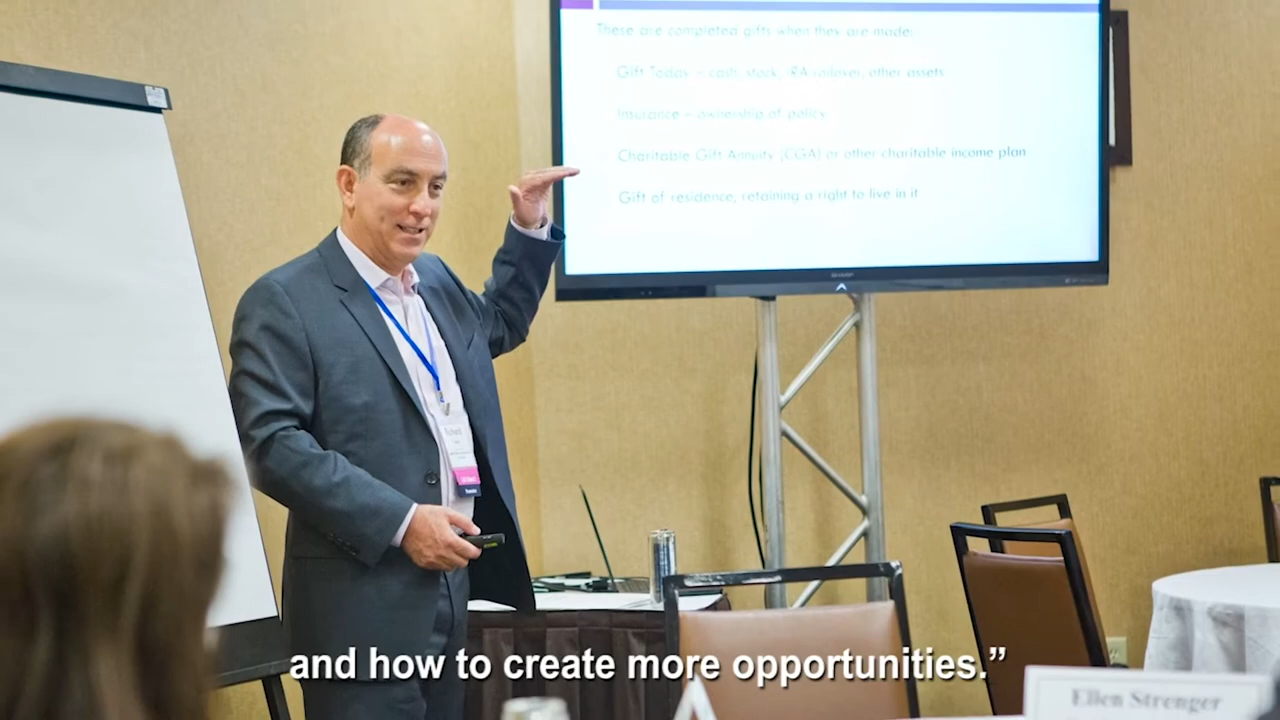 These are completed gifts when they are made:
Gift Today – cash, stock, IRA rollover, other assets
Insurance – ownership of policy
Charitable Gift Annuity (CGA) or other charitable income plan
Gift of residence, retaining a right to live in it
SHARP
Richard
and how to create more opportunities.”
Ellen Strenger